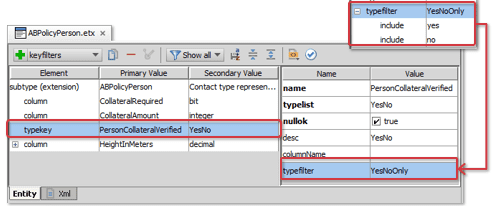 typefilter YesNoOnly
include yes
include no
ABPolicyPerson.etx
keyfilters Show all
Element Primary Value Secondary Value
subtype (extension) ABPolicyPerson Contact type represen...
column CollateralRequired bit
column CollateralAmount integer
typekey PersonCollateralVerified YesNo
column HeightInMeters decimal
Name Value
name PersonCollateralVerified
typelist YesNo
nullok true
desc YesNo
columnName
typefilter YesNoOnly
Entity Xml